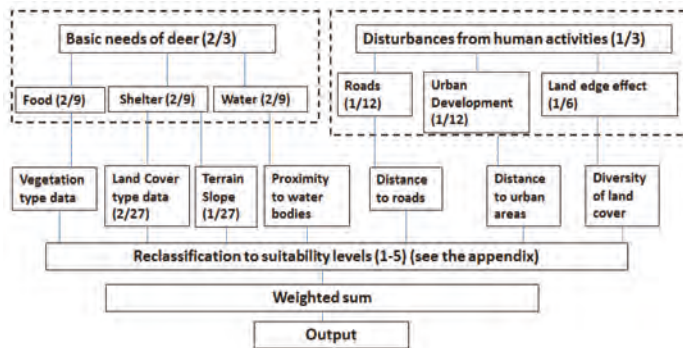 Basic needs of deer (2/3)
Disturbances from human activities (1/3)
Food (2/9)
Shelter (2/9)
Water (2/9)
Roads
(1/12)
Urban
Development
(1/12)
Land edge effect
(1/6)
Vegetation
type data
Land Cover
type data
(2/27)
Terrain
Slope
(1/27)
Proximity
to water
bodies
Distance
to roads
Distance
to urban
areas
Diversity
of land
cover
Reclassification to suitability levels (1-5) (see the appendix)
Weighted sum
Output